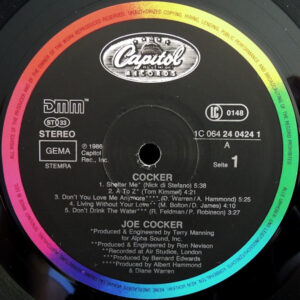 Capitol
RECORDS
DMM
ST 33
STEREO
GEMA
STEMRA
℗ 1986
Capitol
Rec., Inc.
LC 0148
1C 064 24 0424 1
A
Seite 1
COCKER
1. Shelter Me* (Nick di Stefano) 5:38
2. A To Z* (Tom Kimmel) 4:21
3. Don't You Love Me Anymore**** (D. Warren/A. Hammond) 5:25
4. Living Without Your Love** (M. Bolton/D. James) 4:10
5. Don't Drink The Water*** (R. Feldman/P. Robinson) 3:27
JOE COCKER
*Produced & Engineered by Terry Manning
for Alpha Sound, Inc.
**Produced & Engineered by Ron Nevison
Recorded at Air Studios, London
***Produced by Bernard Edwards
****Produced by Albert Hammond &
Diane Warren